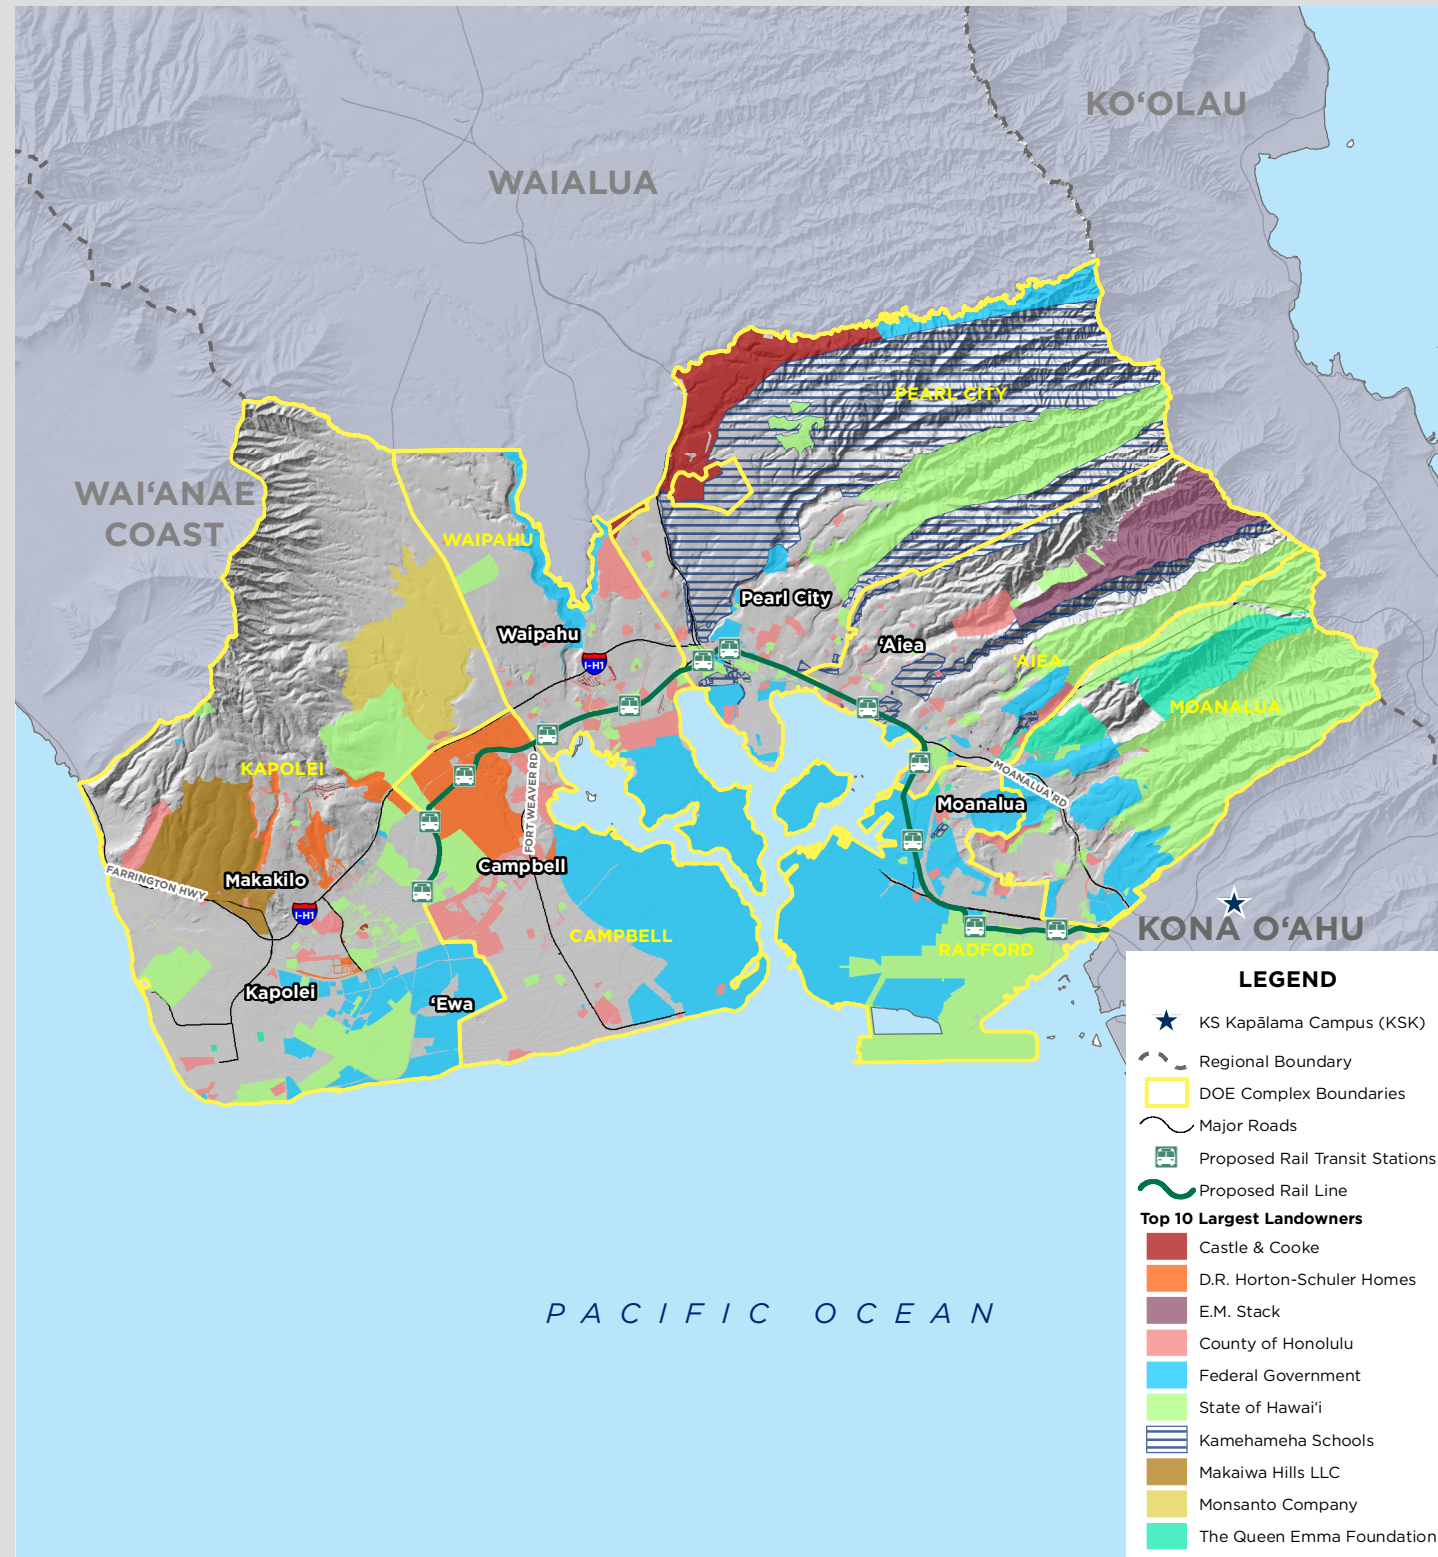 KO‘OLAU
WAIALUA
PEARL CITY
WAI‘ANAE
COAST
WAIPAHU
Pearl City
Waipahu
‘Aiea
I-H1
‘AIEA
MOANALUA
KAPOLEI
MOANALUA RD
FORT WEAVER RD
Moanalua
Campbell
FARRINGTON HWY
Makakilo
I-H1
KONA O‘AHU
CAMPBELL
RADFORD
Kapolei
‘Ewa
PACIFIC OCEAN
LEGEND
KS Kapālama Campus (KSK)
Regional Boundary
DOE Complex Boundaries
Major Roads
Proposed Rail Transit Stations
Proposed Rail Line
Top 10 Largest Landowners
Castle & Cooke
D.R. Horton-Schuler Homes
E.M. Stack
County of Honolulu
Federal Government
State of Hawai‘i
Kamehameha Schools
Makaiwa Hills LLC
Monsanto Company
The Queen Emma Foundation